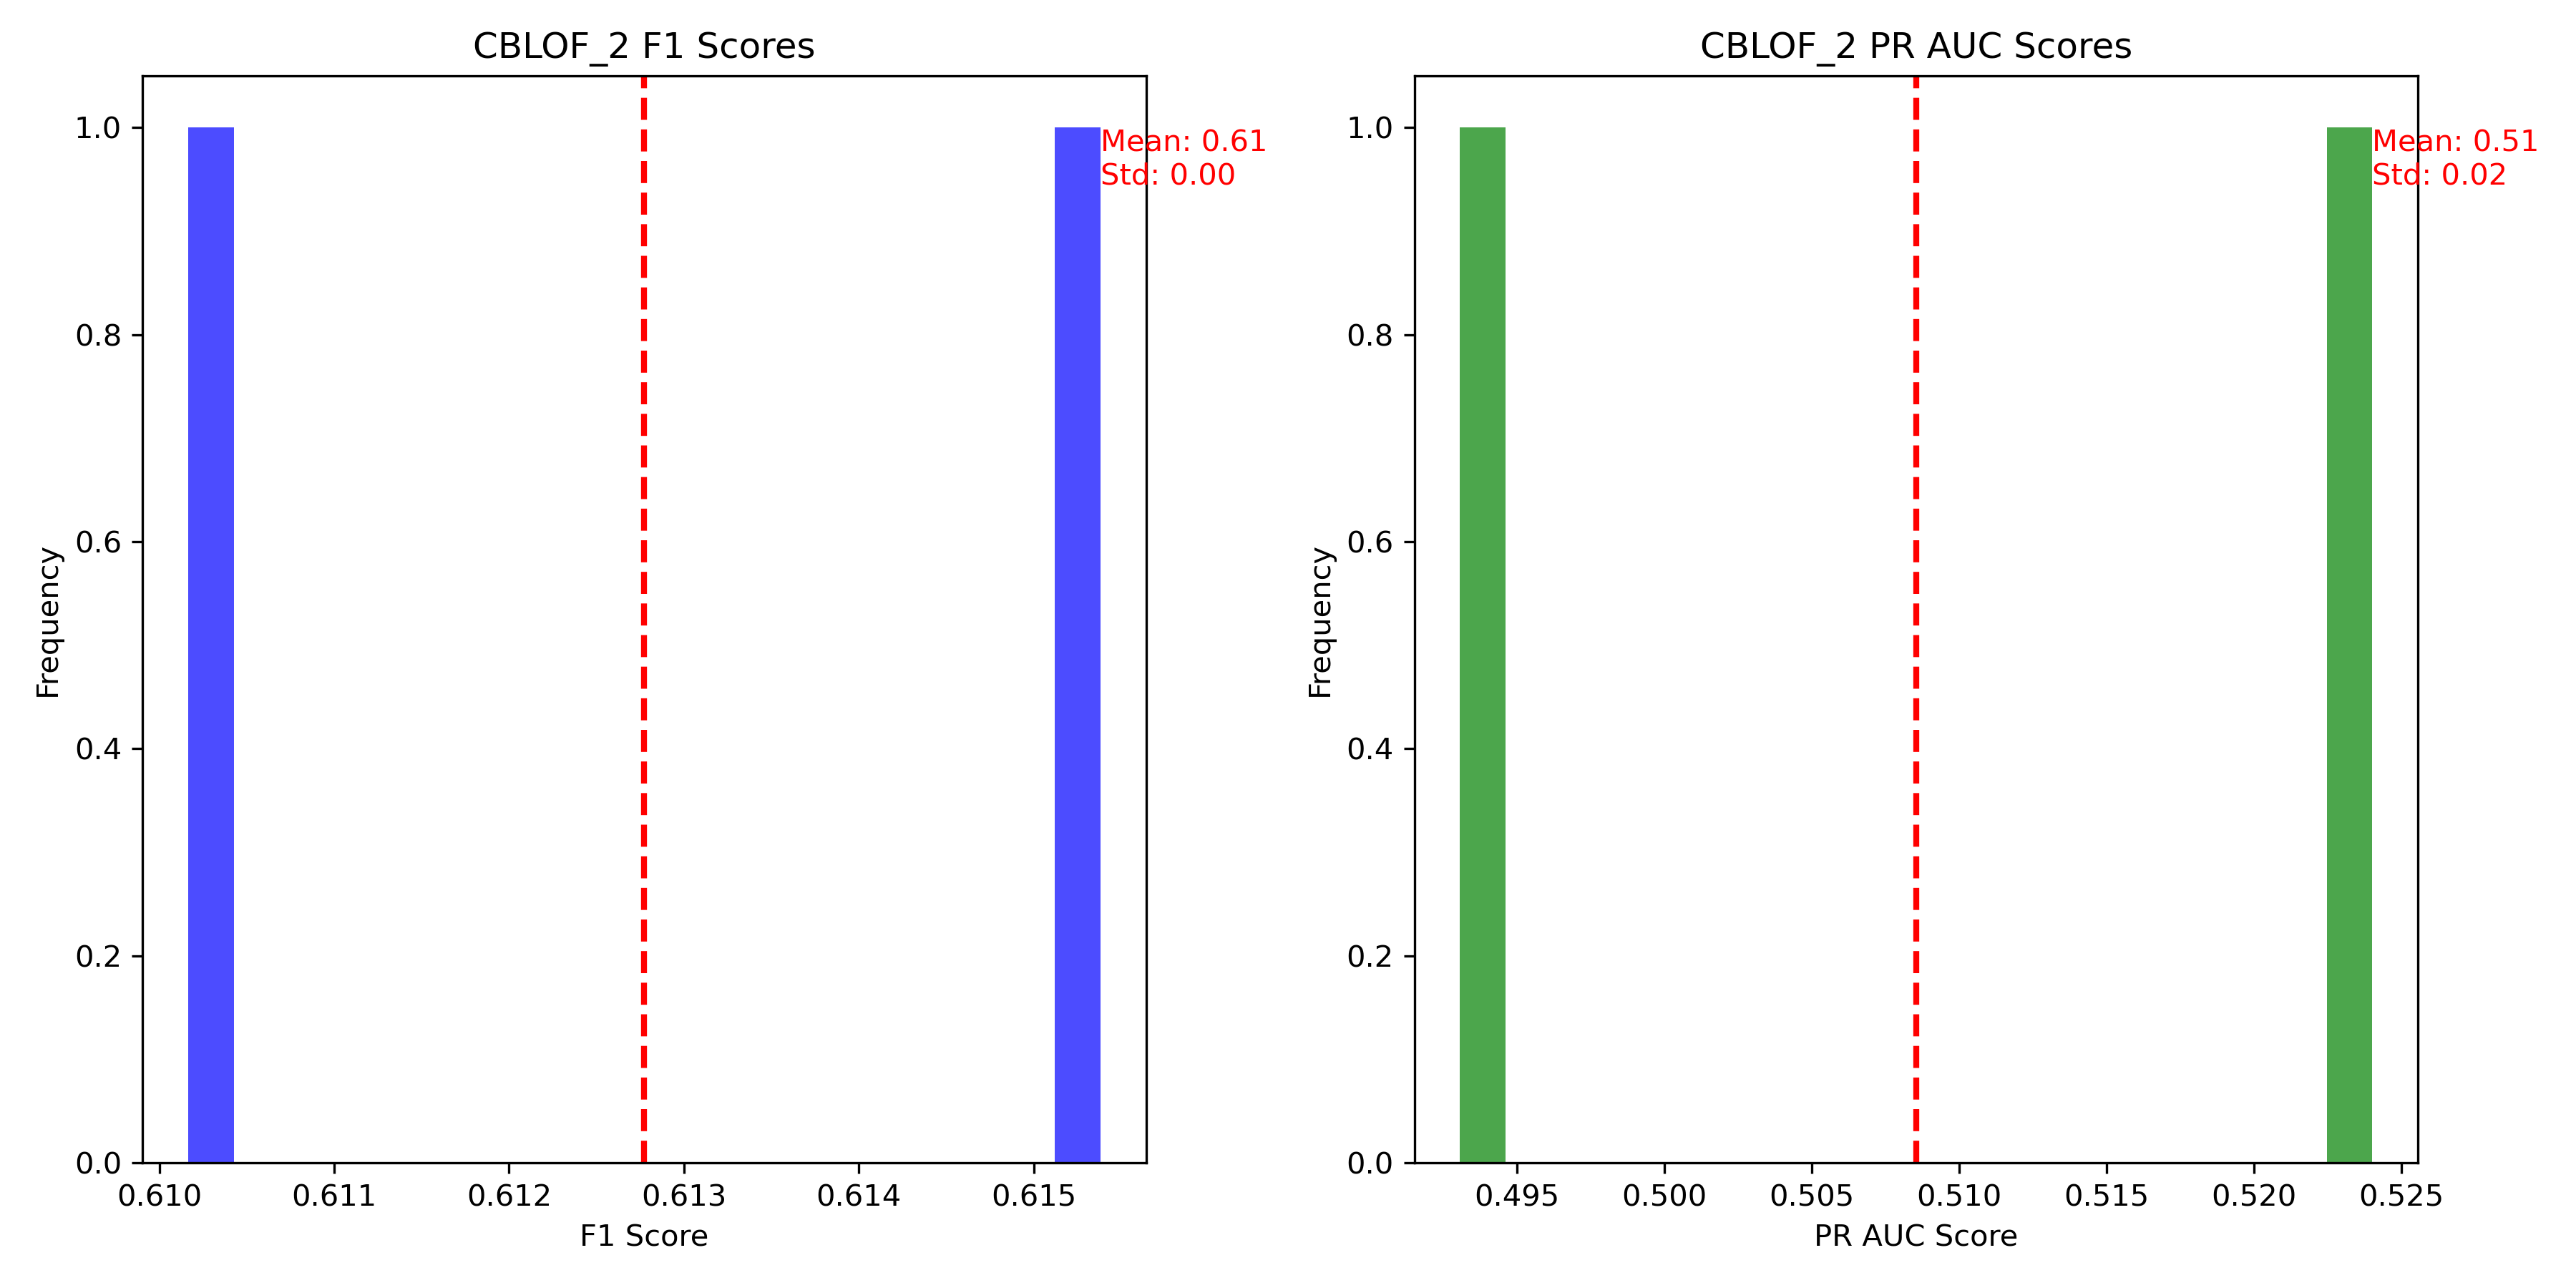 CBLOF_2 F1 Scores
1.0
0.8
0.6
0.4
0.2
0.0
Frequency
Mean: 0.61
Std: 0.00
0.610 0.611 0.612 0.613 0.614 0.615
F1 Score
CBLOF_2 PR AUC Scores
1.0
0.8
0.6
0.4
0.2
0.0
Frequency
Mean: 0.51
Std: 0.02
0.495 0.500 0.505 0.510 0.515 0.520 0.525
PR AUC Score